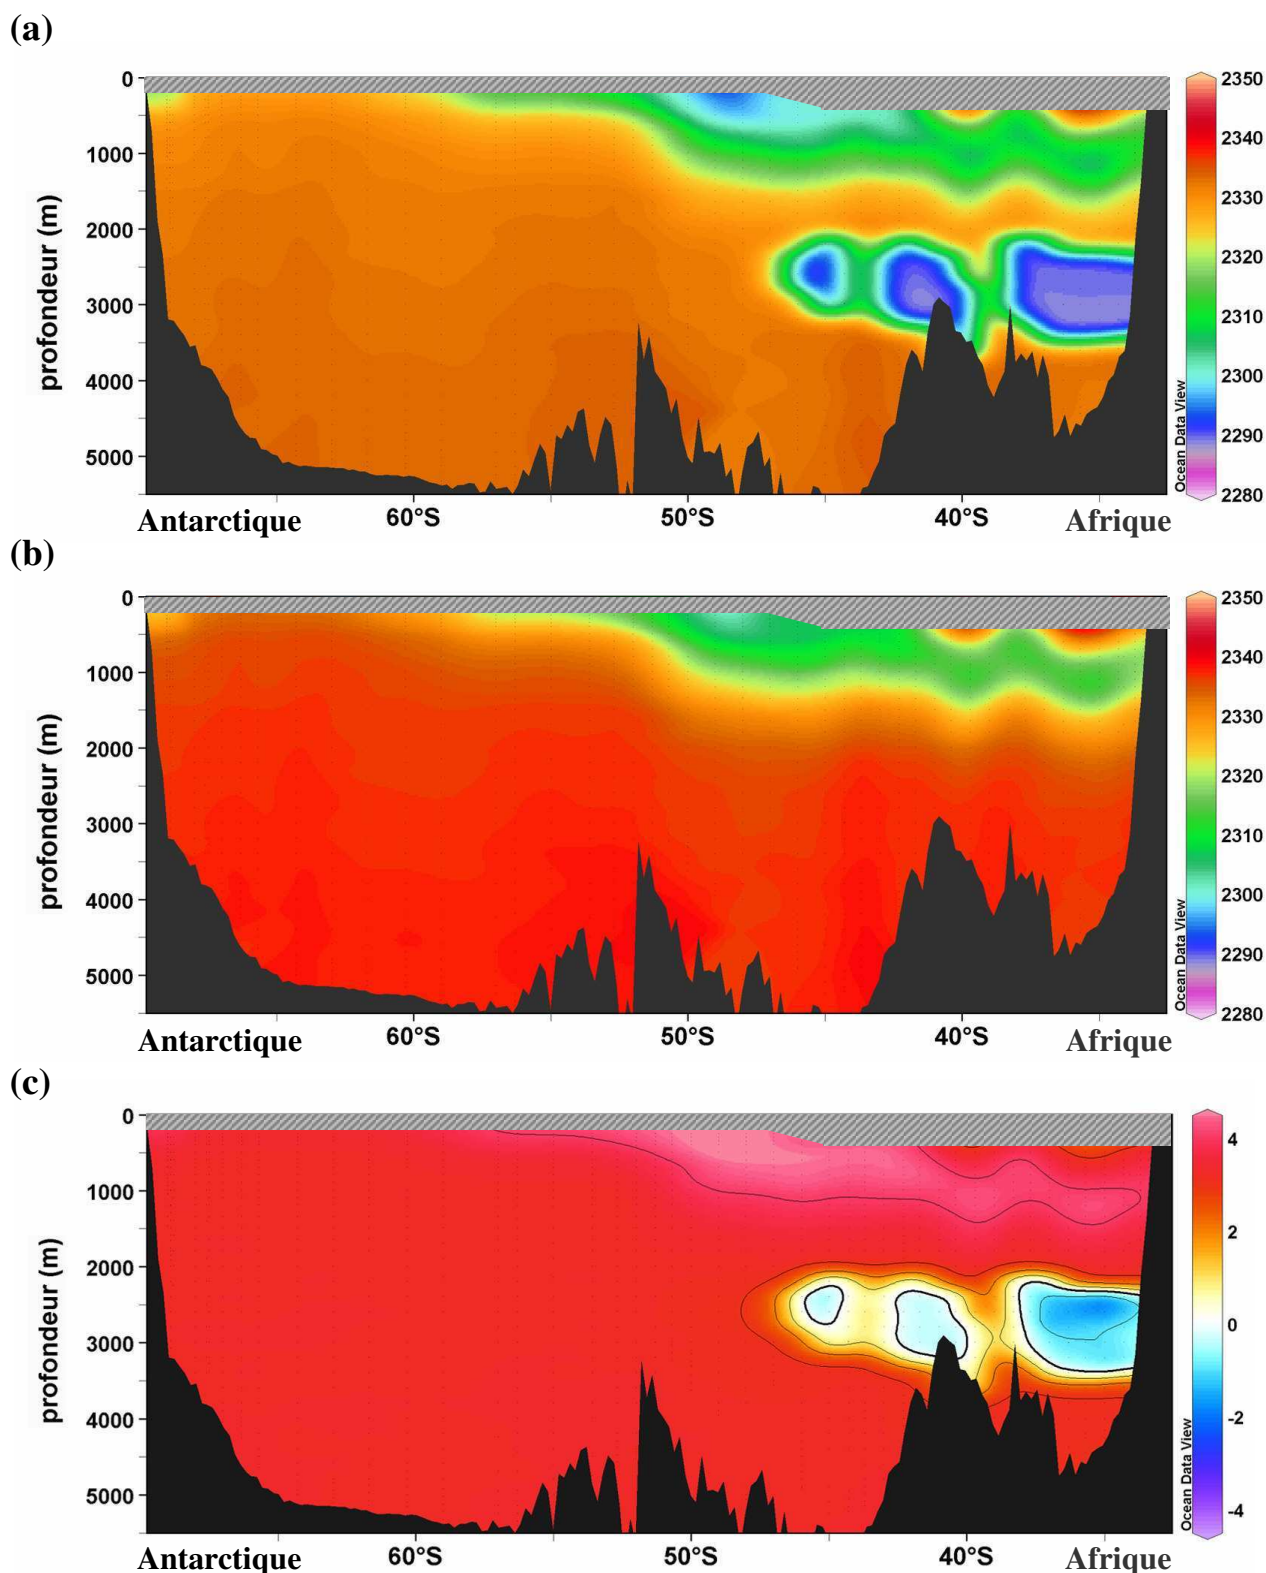 (a)
0
1000
2000
3000
4000
5000
profondeur (m)
Antarctique
60°S
50°S
40°S
Afrique
2350
2340
2330
2320
2310
2300
2290
2280
Ocean Data View
(b)
0
1000
2000
3000
4000
5000
profondeur (m)
Antarctique
60°S
50°S
40°S
Afrique
2350
2340
2330
2320
2310
2300
2290
2280
Ocean Data View
(c)
0
1000
2000
3000
4000
5000
profondeur (m)
Antarctique
60°S
50°S
40°S
Afrique
4
2
0
-2
-4
Ocean Data View